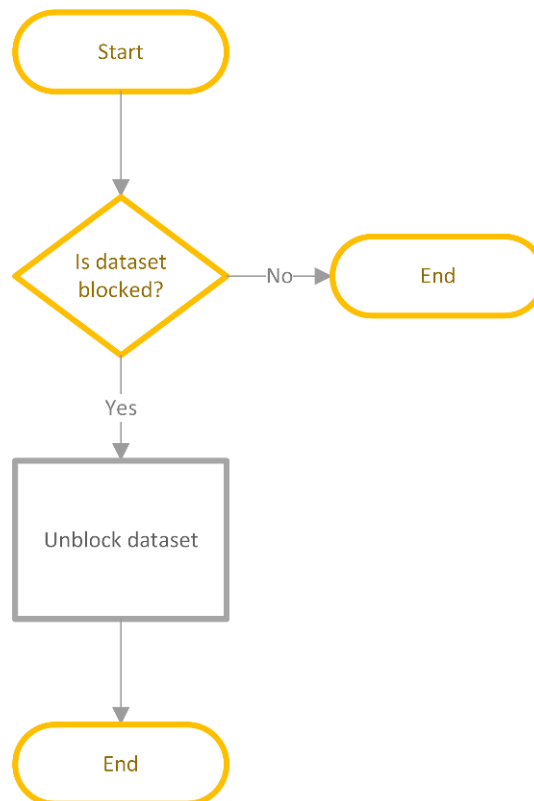 Start
Is dataset
blocked?
No
End
Yes
Unblock dataset
End